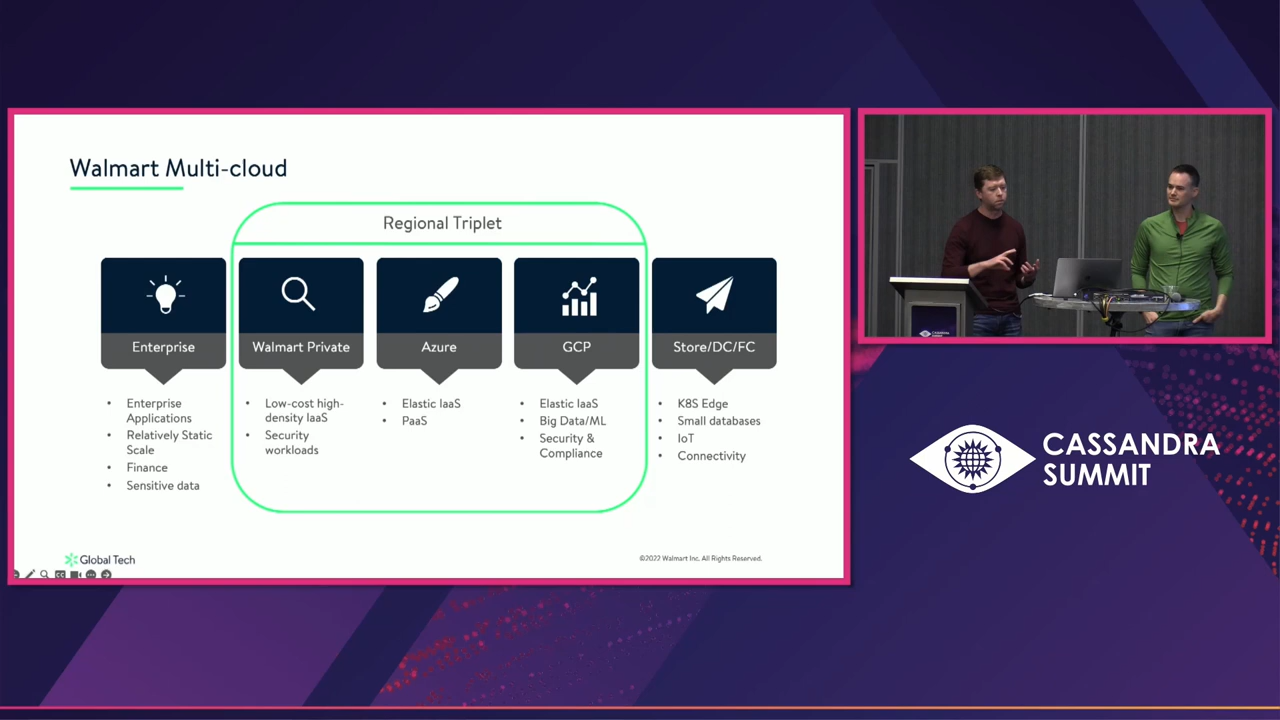 Walmart Multi-cloud
Regional Triplet
Enterprise
Walmart Private
Azure
GCP
Store/DC/FC
• Enterprise
Applications
• Relatively Static
Scale
• Finance
• Sensitive data
• Low-cost high-
density IaaS
• Security
workloads
• Elastic IaaS
• PaaS
• Elastic IaaS
• Big Data/ML
• Security &
Compliance
• K8S Edge
• Small databases
• IoT
• Connectivity
Global Tech
©2022 Walmart Inc. All Rights Reserved.
CASSANDRA
SUMMIT